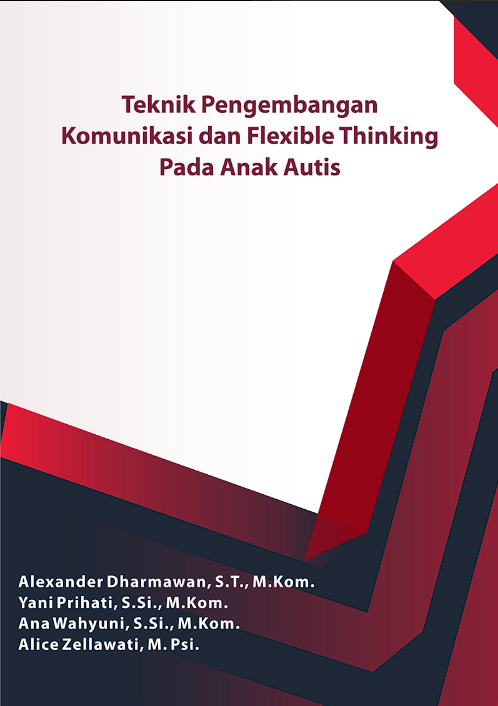 Teknik Pengembangan
Komunikasi dan Flexible Thinking
Pada Anak Autis
Alexander Dharmawan, S.T., M.Kom.
Yani Prihati, S.Si., M.Kom.
Ana Wahyuni, S.Si., M.Kom.
Alice Zellawati, M. Psi.